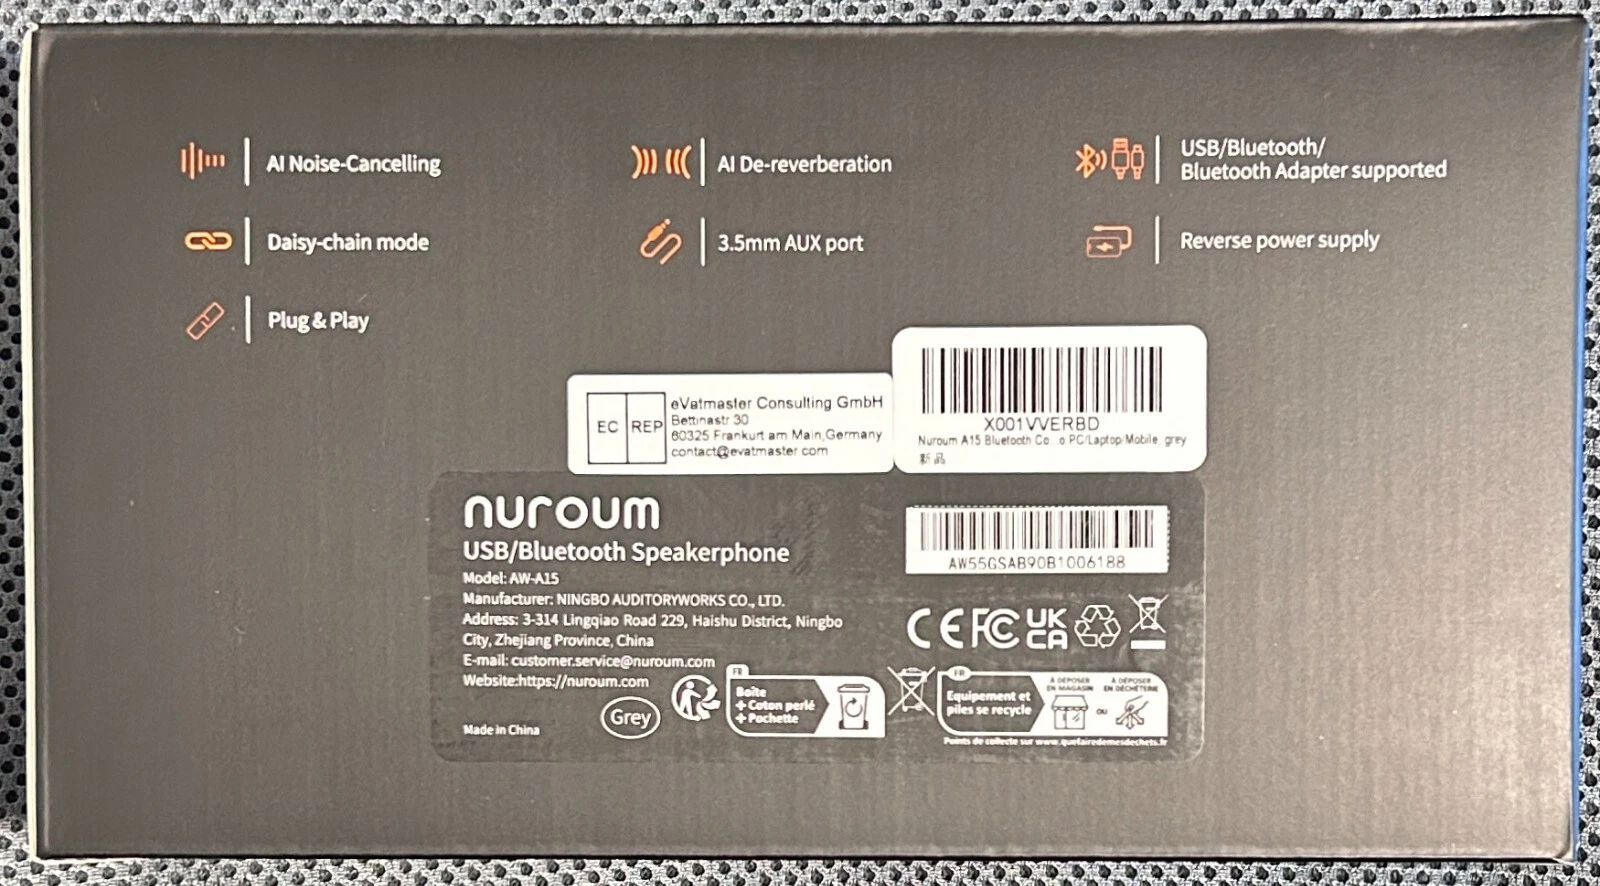 AI Noise-Cancelling
AI De-reverberation
USB/Bluetooth/
Bluetooth Adapter supported
Daisy-chain mode
3.5mm AUX port
Reverse power supply
Plug & Play
EC REP
eVatmaster Consulting GmbH
Bettinastr 30
60325 Frankurt am Main,Germany
contact@evatmaster com
X001VVERBD
Nuroum A15 Bluetooth Co...o PC/Laptop/Mobile. grey
新品
nuroum
USB/Bluetooth Speakerphone
Model: AW-A15
Manufacturer: NINGBO AUDITORYWORKS CO., LTD.
Address: 3-314 Lingqiao Road 229, Haishu District, Ningbo
City, Zhejiang Province, China
E-mail: customer.service@nuroum.com
Website:https://nuroum.com
Made in China
Grey
AW55GSAB90B1006188
CE FC UK
CA
FR
Boîte
+ Coton perlé
+ Pochette
FR
Equipement et
piles se recycle
À DÉPOSER
EN MAGASIN
OU
À DÉPOSER
EN DÉCHÈTERIE
Points de collecte sur www.quefairedemesdechets.fr